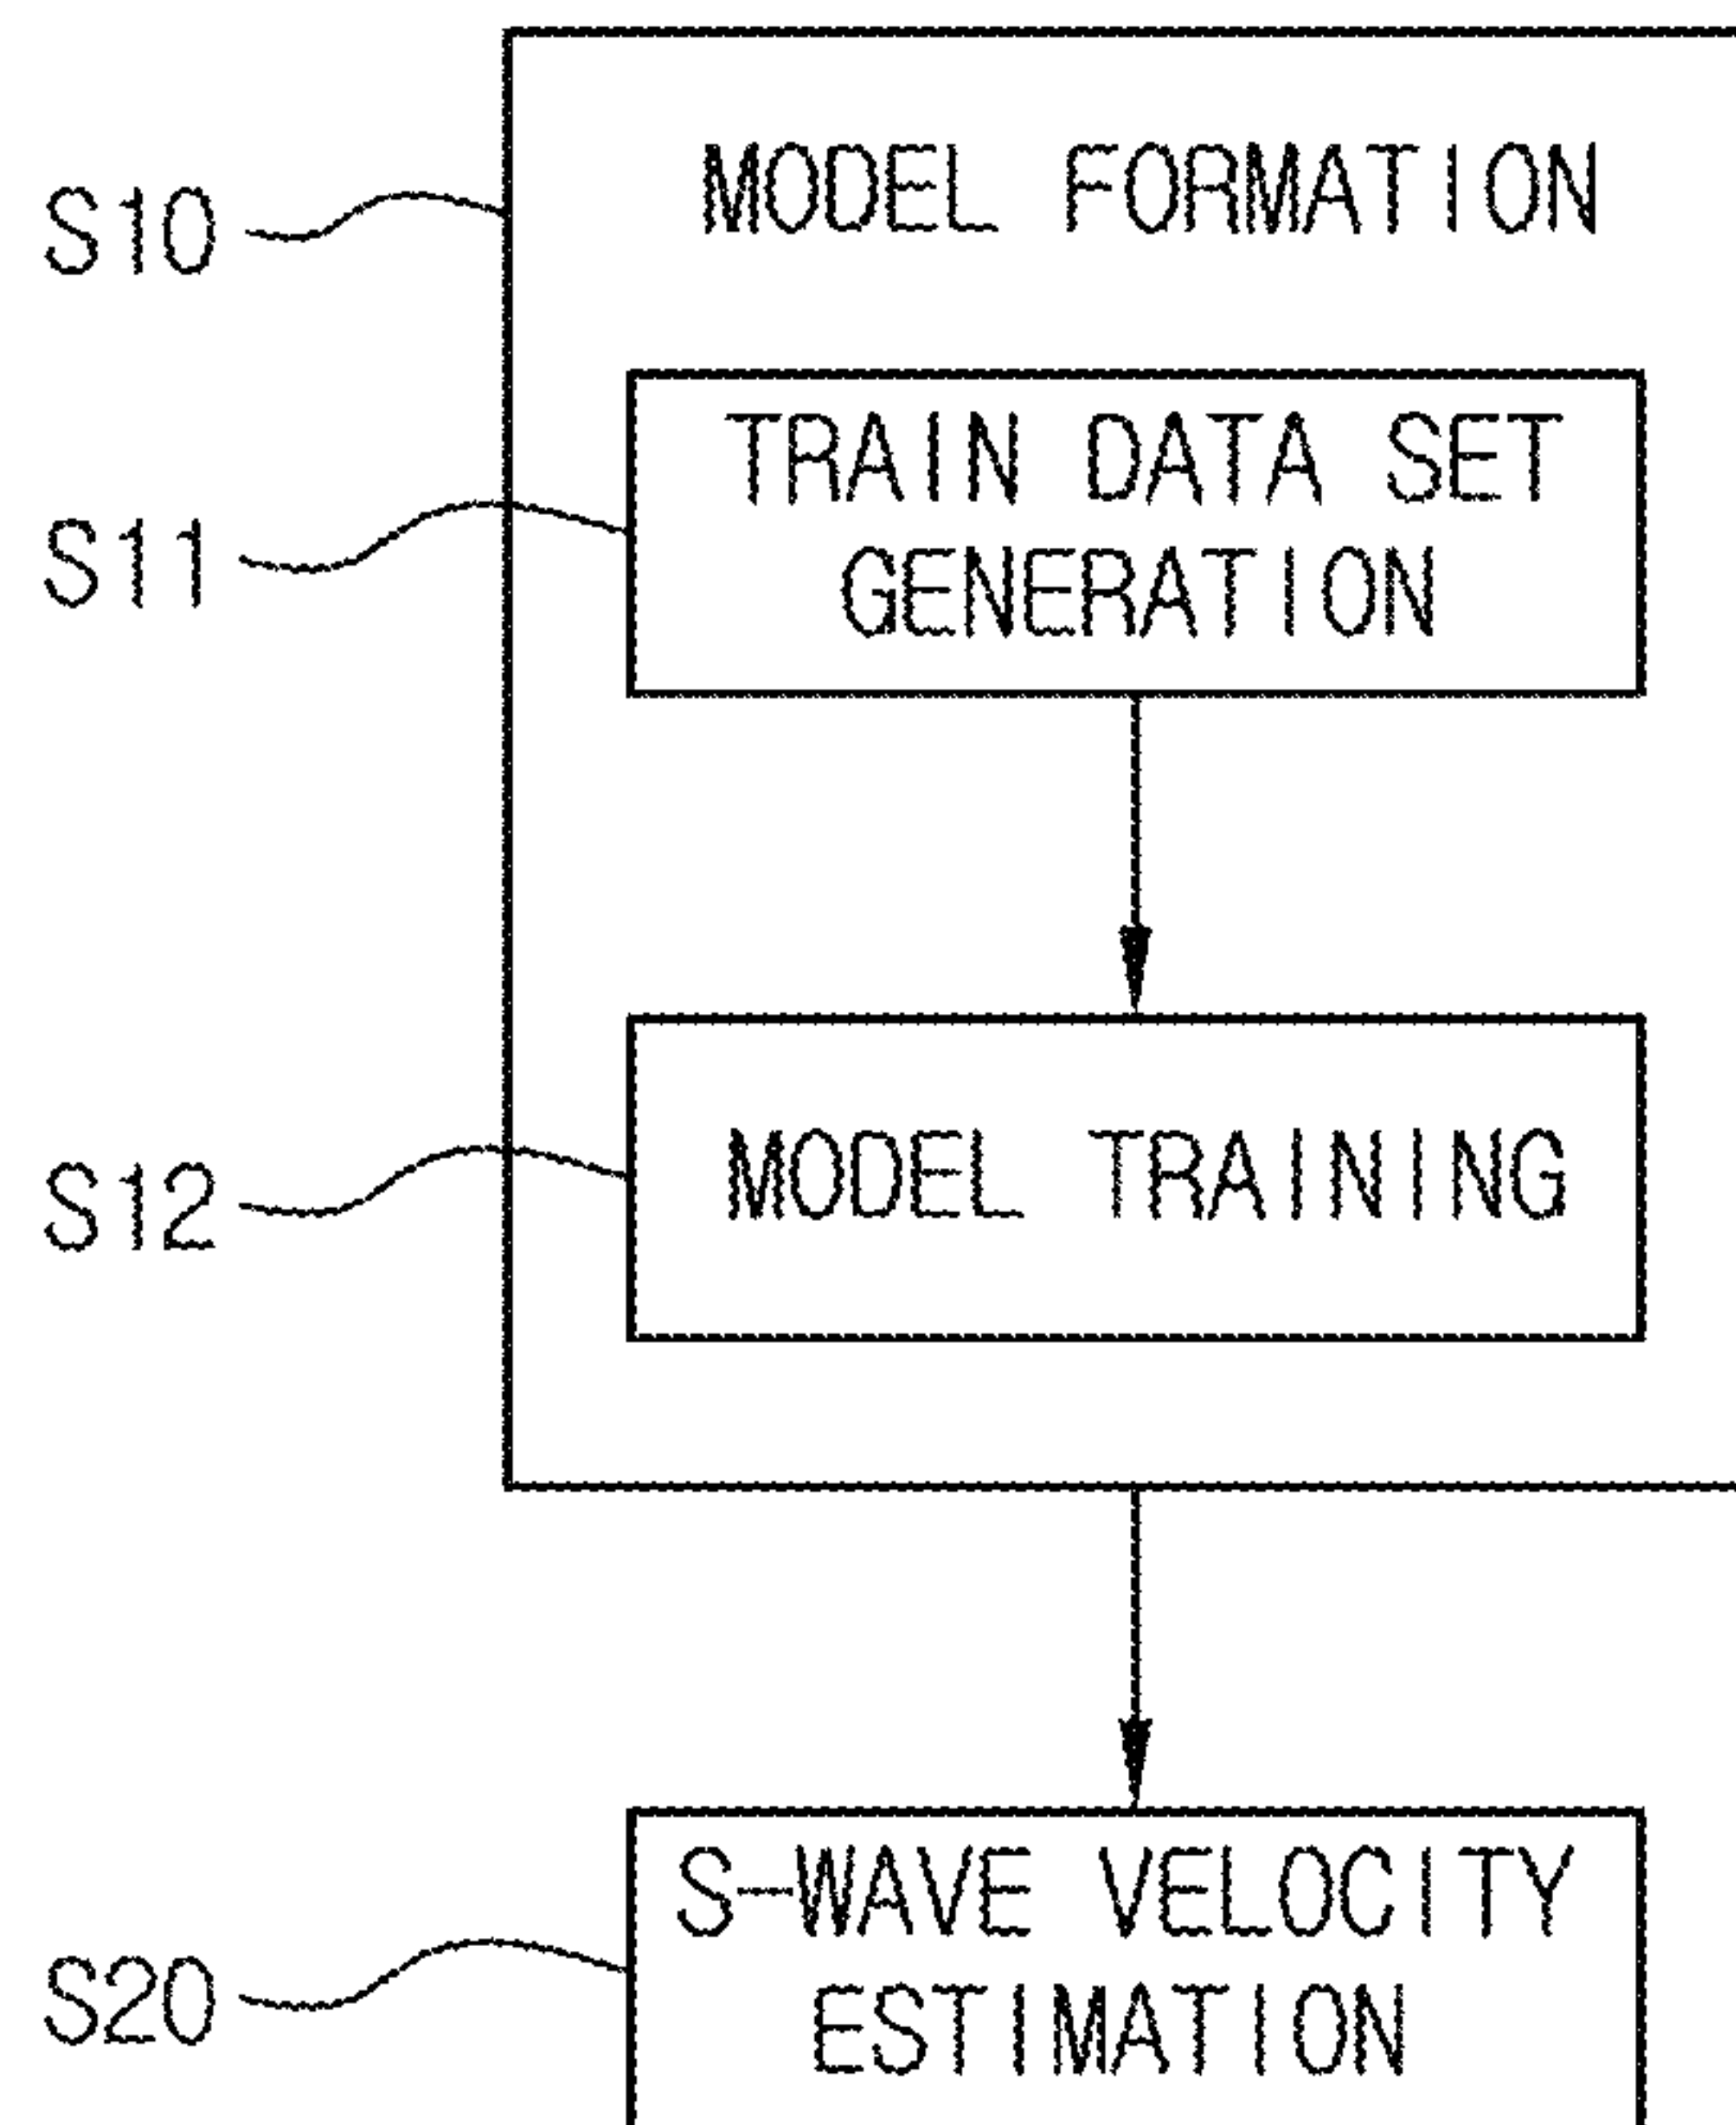 MODEL FORMATION
S10
TRAIN DATA SET
GENERATION
S11
MODEL TRAINING
S12
S-WAVE VELOCITY
ESTIMATION
S20